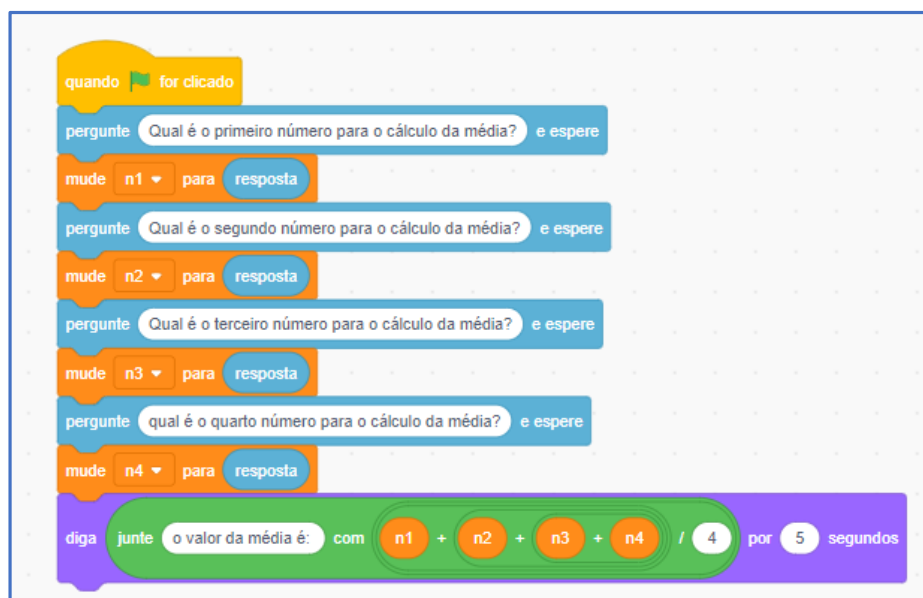 quando for clicado
pergunte Qual é o primeiro número para o cálculo da média? e espere
mude n1 para resposta
pergunte Qual é o segundo número para o cálculo da média? e espere
mude n2 para resposta
pergunte Qual é o terceiro número para o cálculo da média? e espere
mude n3 para resposta
pergunte qual é o quarto número para o cálculo da média? e espere
mude n4 para resposta
diga junte o valor da média é: com n1 + n2 + n3 + n4 / 4 por 5 segundos